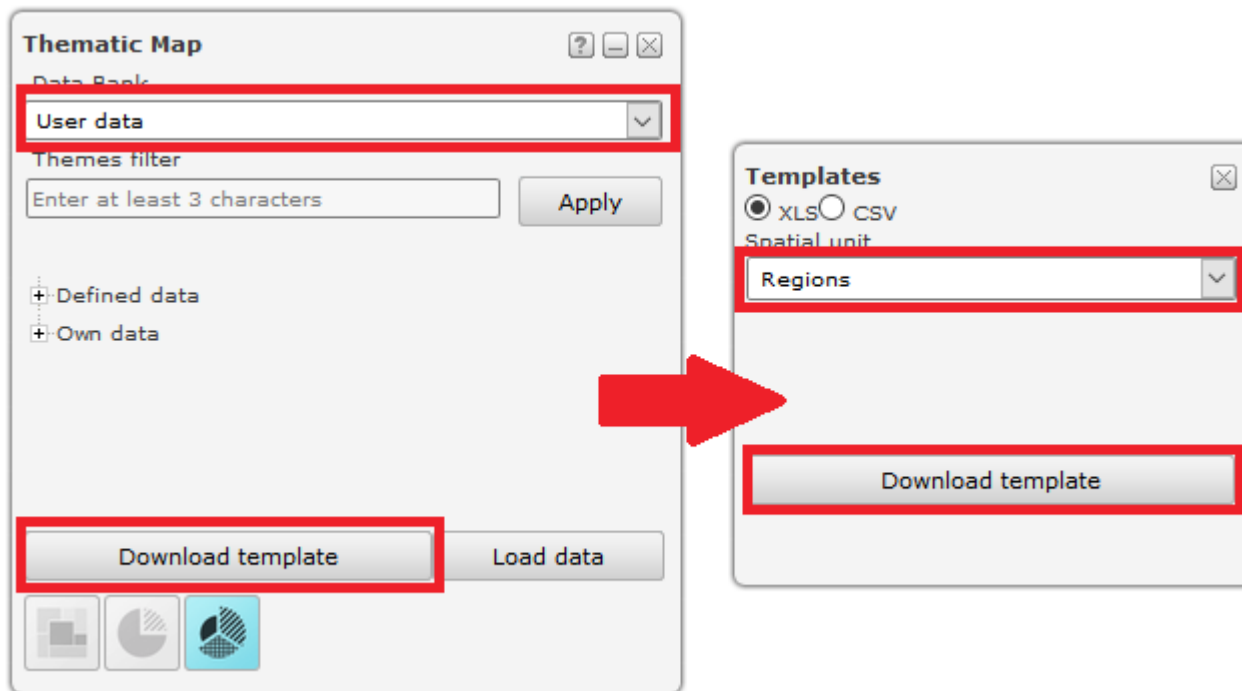 Thematic Map
Data Bank
User data
Themes filter
Enter at least 3 characters
Apply
Defined data
Own data
Download template
Load data
Templates
XLS CSV
Spatial unit
Regions
Download template